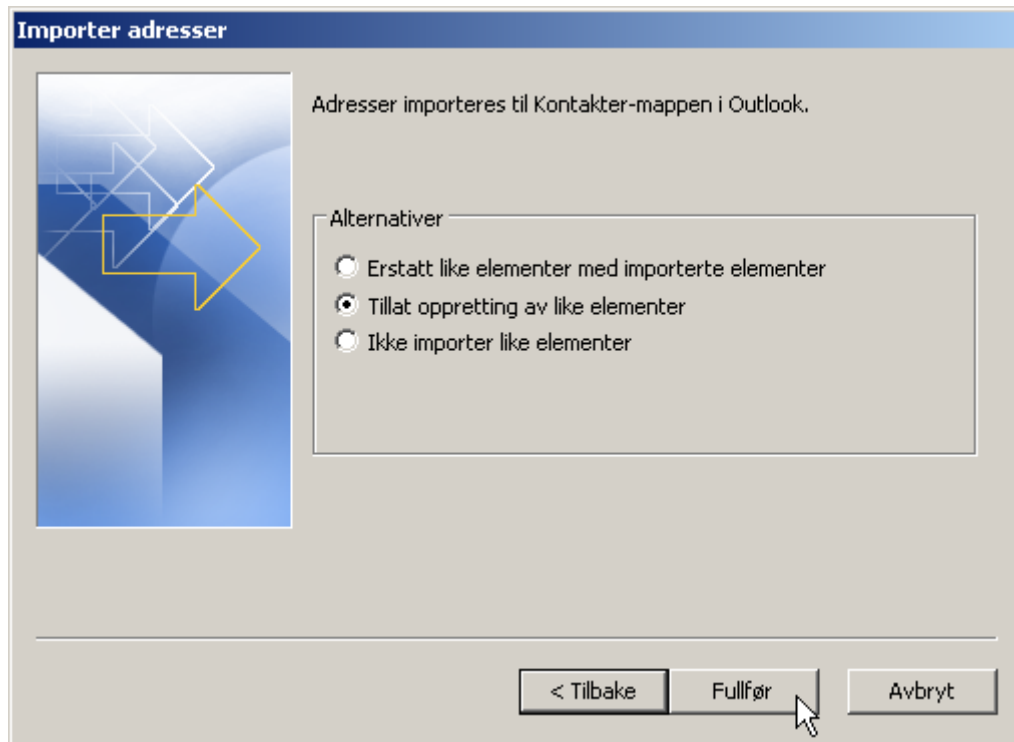 Importer adresser
Adresser importeres til Kontakter-mappen i Outlook.
Alternativer
Erstatt like elementer med importerte elementer
Tillat oppretting av like elementer
Ikke importer like elementer
< Tilbake
Fullfør
Avbryt